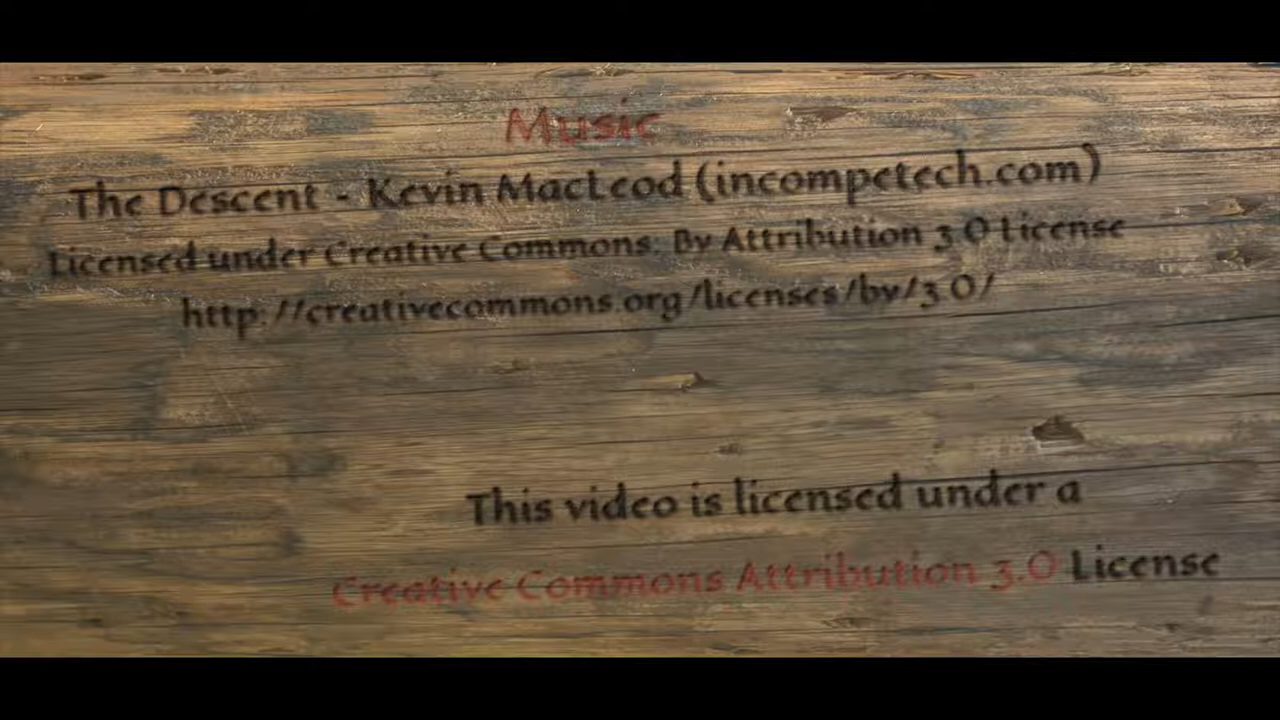 Music
The Descent - Kevin MacLeod (incompetech.com)
Licensed under Creative Commons: By Attribution 3.0 License
http://creativecommons.org/licenses/by/3.0/
This video is licensed under a
Creative Commons Attribution 3.0 License